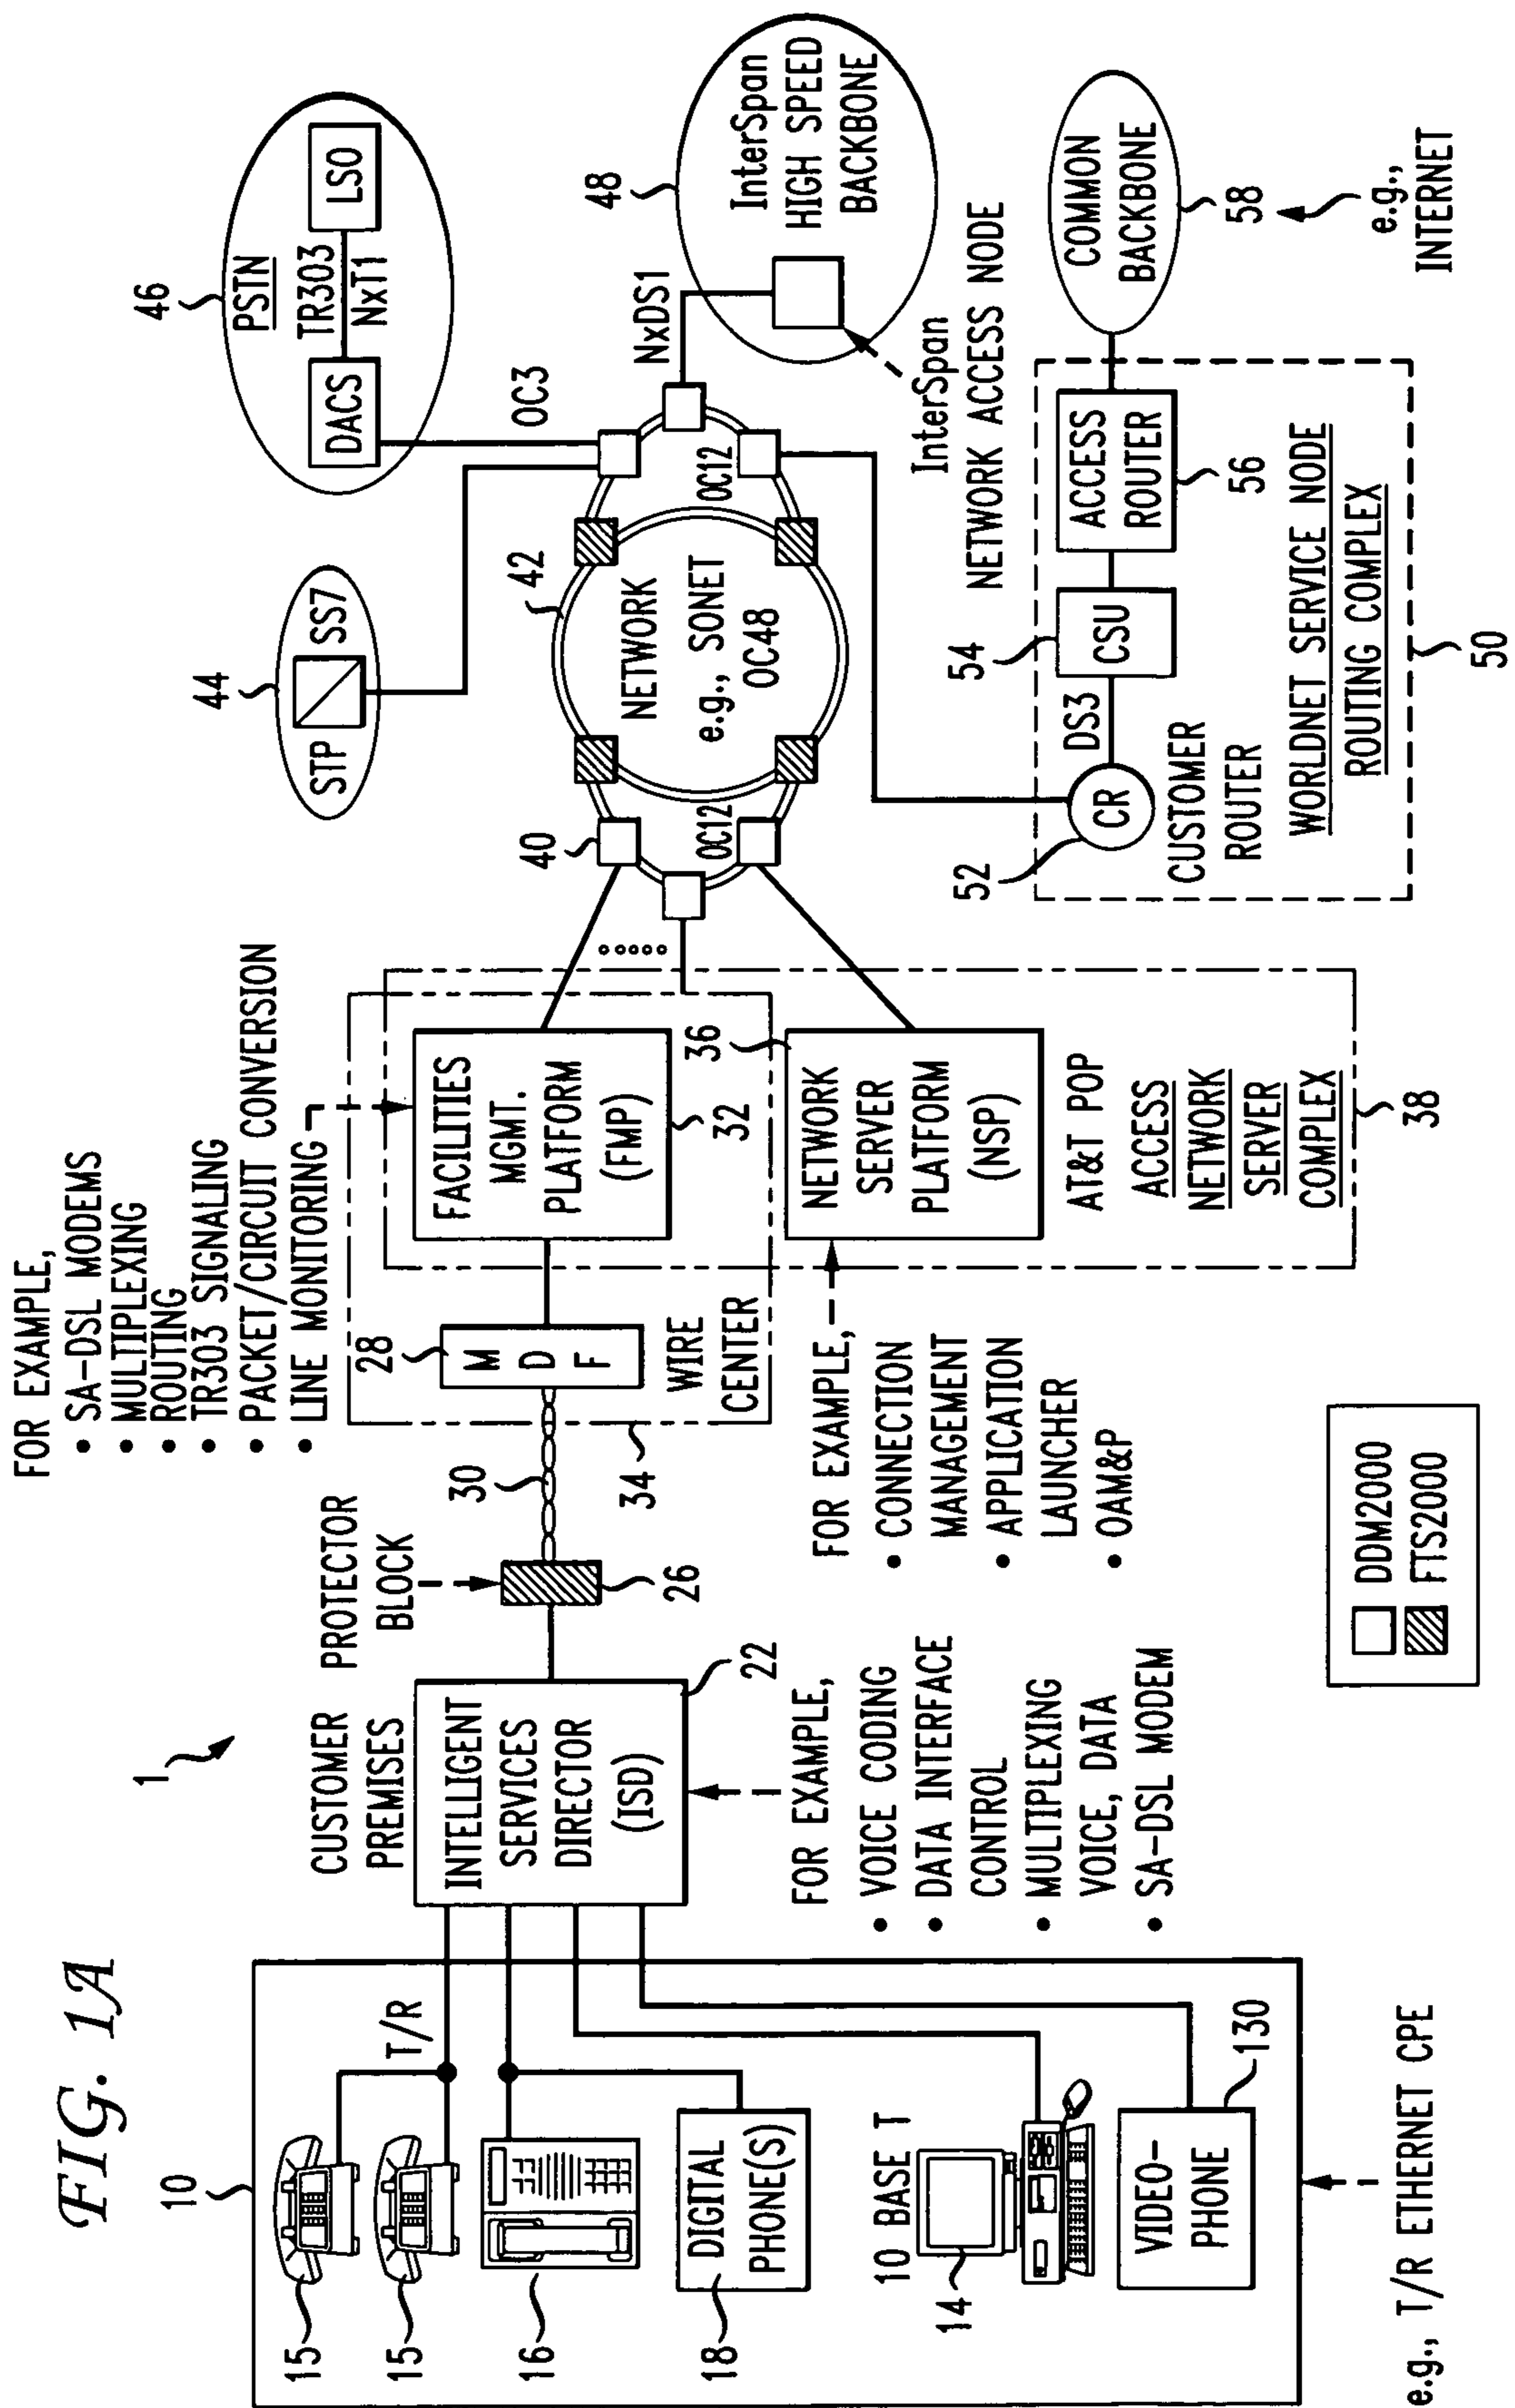 FIG. 1A
1
10
15
15
16
18
T/R
DIGITAL
PHONE(S)
10 BASE T
14
VIDEO-
PHONE
130
e.g., T/R ETHERNET CPE
CUSTOMER
PREMISES
INTELLIGENT
SERVICES
DIRECTOR
(ISD)
22
FOR EXAMPLE,
• VOICE CODING
• DATA INTERFACE
CONTROL
• MULTIPLEXING
VOICE, DATA
• SA-DSL MODEM
PROTECTOR
BLOCK
26
30
FOR EXAMPLE,
• SA-DSL MODEMS
• MULTIPLEXING
• ROUTING
• TR303 SIGNALING
• PACKET/CIRCUIT CONVERSION
• LINE MONITORING
28
M
D
F
WIRE
CENTER
34
FACILITIES
MGMT.
PLATFORM
(FMP)
32
36
NETWORK
SERVER
PLATFORM
(NSP)
AT&T POP
ACCESS
NETWORK
SERVER
COMPLEX
38
FOR EXAMPLE,
• CONNECTION
MANAGEMENT
• APPLICATION
LAUNCHER
• OAM&P
DDM2000
FTS2000
40
OC12
42
NETWORK
e.g., SONET
OC48
OC12
44
STP
SS7
46
PSTN
DACS
TR303
NxT1
LSO
OC3
NxDS1
48
InterSpan
HIGH SPEED
BACKBONE
InterSpan
NETWORK ACCESS NODE
52
CR
CUSTOMER
ROUTER
DS3
54
CSU
ACCESS
ROUTER
56
WORLDNET SERVICE NODE
ROUTING COMPLEX
50
COMMON
BACKBONE
58
e.g.,
INTERNET